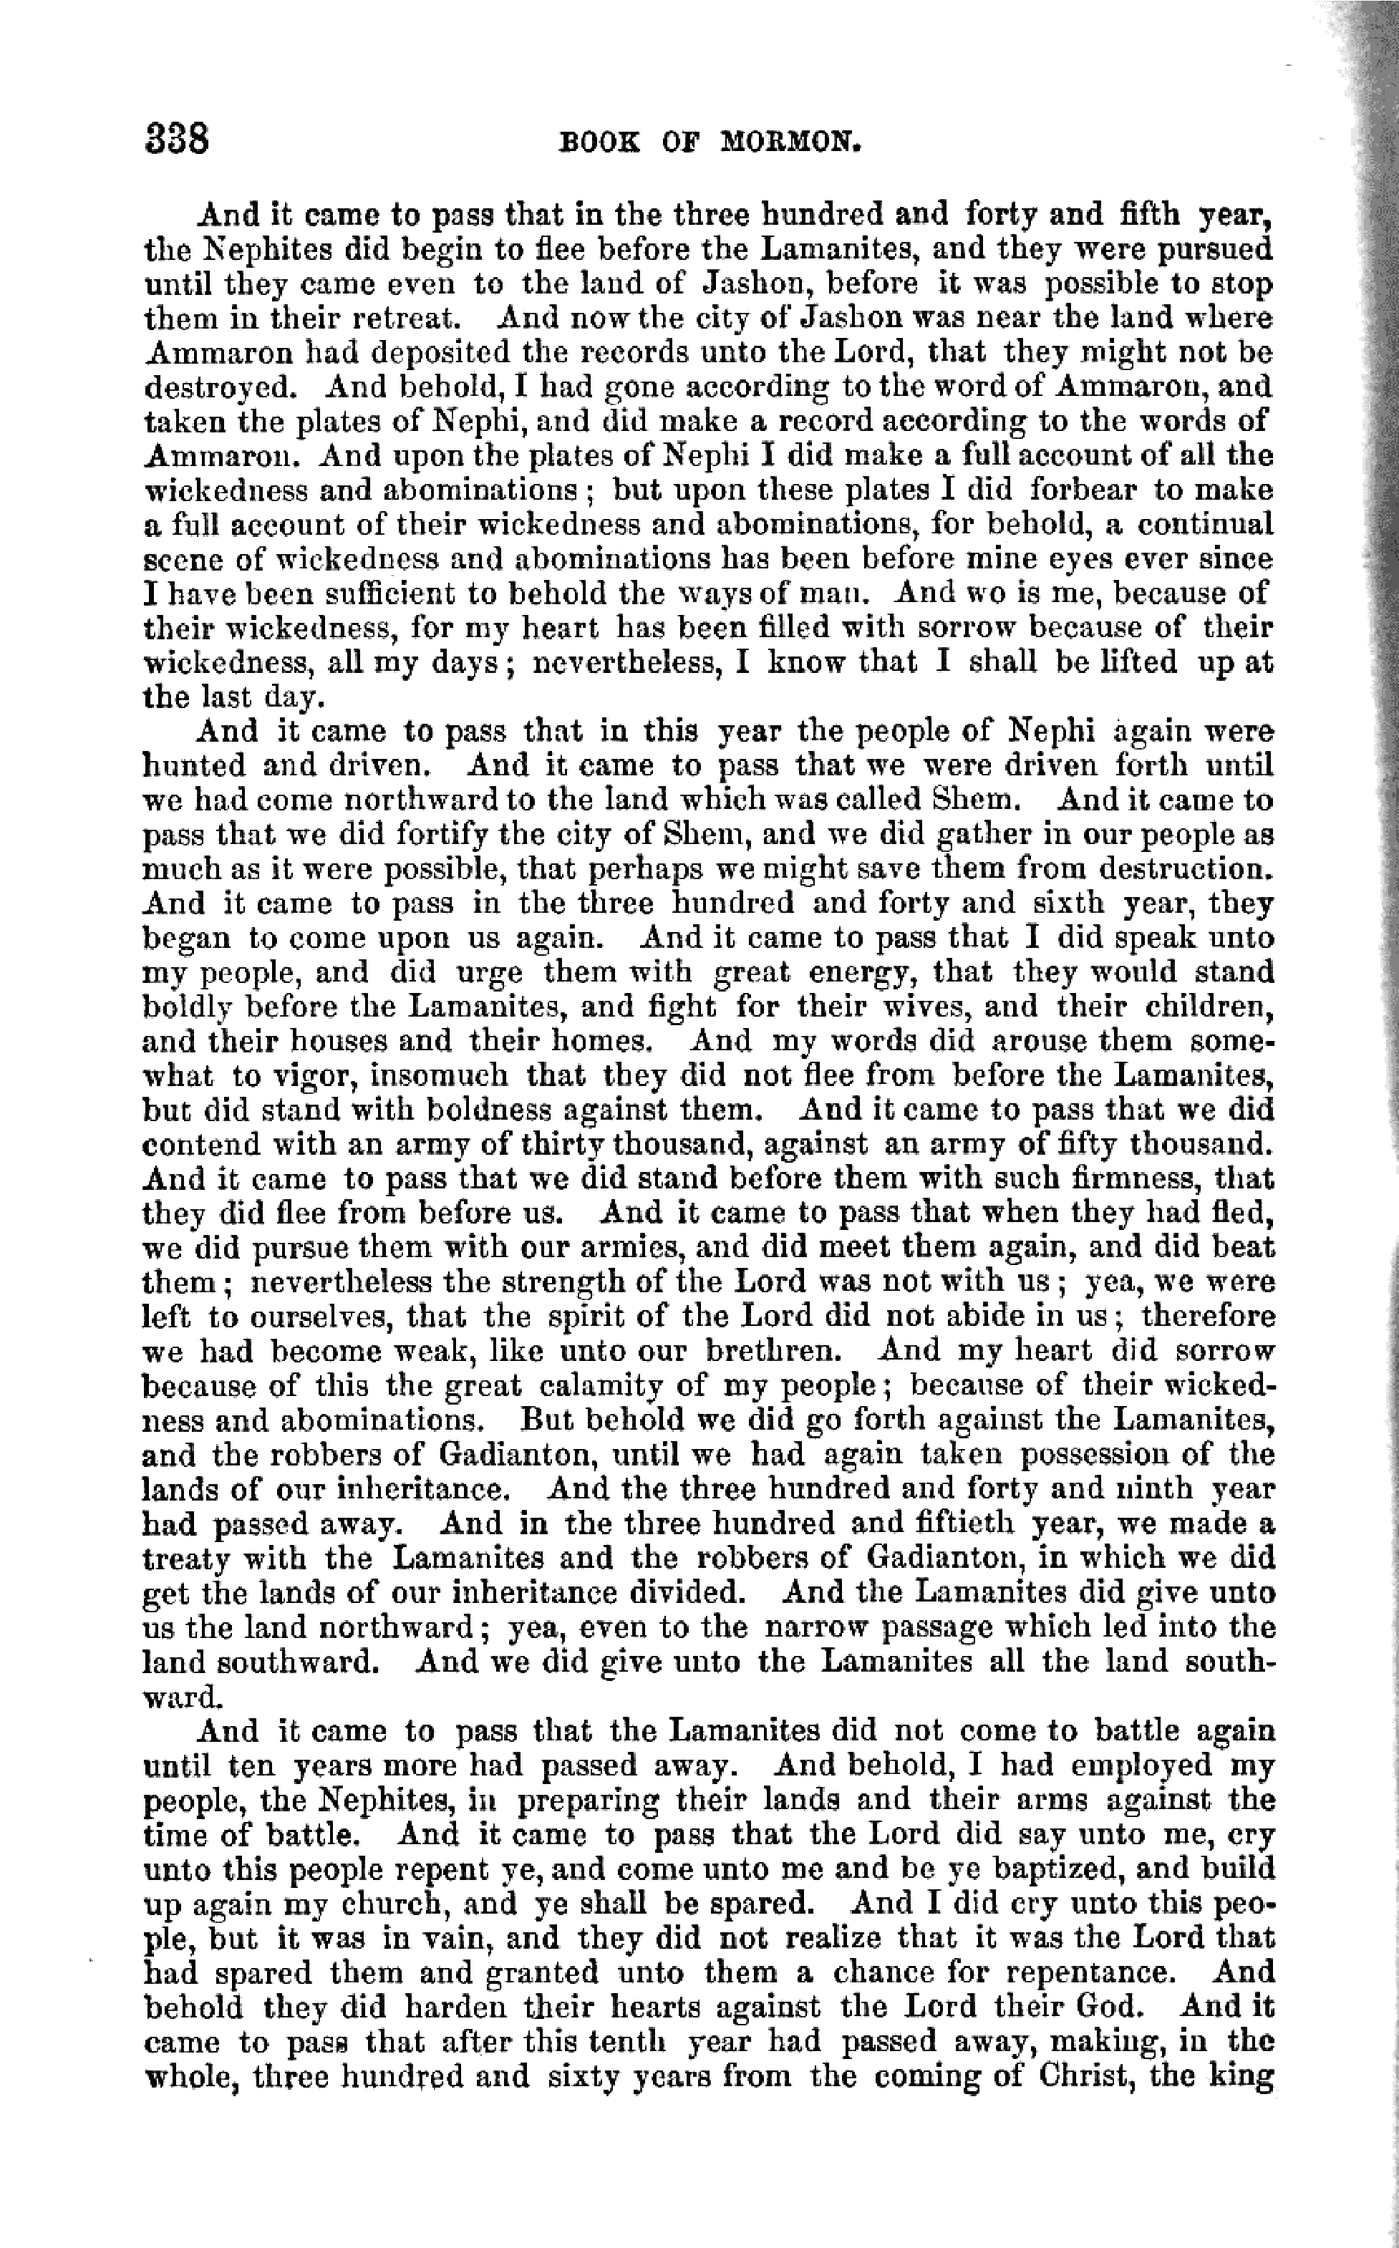 338 BOOK OF MORMON.
And it came to pass that in the three hundred and forty and fifth year,
the Nephites did begin to flee before the Lamanites, and they were pursued
until they came even to the land of Jashon, before it was possible to stop
them in their retreat. And now the city of Jashon was near the land where
Ammaron had deposited the records unto the Lord, that they might not be
destroyed. And behold, I had gone according to the word of Ammaron, and
taken the plates of Nephi, and did make a record according to the words of
Ammaron. And upon the plates of Nephi I did make a full account of all the
wickedness and abominations; but upon these plates I did forbear to make
a full account of their wickedness and abominations, for behold, a continual
scene of wickedness and abominations has been before mine eyes ever since
I have been sufficient to behold the ways of man. And wo is me, because of
their wickedness, for my heart has been filled with sorrow because of their
wickedness, all my days; nevertheless, I know that I shall be lifted up at
the last day.
And it came to pass that in this year the people of Nephi again were
hunted and driven. And it came to pass that we were driven forth until
we had come northward to the land which was called Shem. And it came to
pass that we did fortify the city of Shem, and we did gather in our people as
much as it were possible, that perhaps we might save them from destruction.
And it came to pass in the three hundred and forty and sixth year, they
began to come upon us again. And it came to pass that I did speak unto
my people, and did urge them with great energy, that they would stand
boldly before the Lamanites, and fight for their wives, and their children,
and their houses and their homes. And my words did arouse them some-
what to vigor, insomuch that they did not flee from before the Lamanites,
but did stand with boldness against them. And it came to pass that we did
contend with an army of thirty thousand, against an army of fifty thousand.
And it came to pass that we did stand before them with such firmness, that
they did flee from before us. And it came to pass that when they had fled,
we did pursue them with our armies, and did meet them again, and did beat
them; nevertheless the strength of the Lord was not with us; yea, we were
left to ourselves, that the spirit of the Lord did not abide in us; therefore
we had become weak, like unto our brethren. And my heart did sorrow
because of this the great calamity of my people; because of their wicked-
ness and abominations. But behold we did go forth against the Lamanites,
and the robbers of Gadianton, until we had again taken possession of the
lands of our inheritance. And the three hundred and forty and ninth year
had passed away. And in the three hundred and fiftieth year, we made a
treaty with the Lamanites and the robbers of Gadianton, in which we did
get the lands of our inheritance divided. And the Lamanites did give unto
us the land northward; yea, even to the narrow passage which led into the
land southward. And we did give unto the Lamanites all the land south-
ward.
And it came to pass that the Lamanites did not come to battle again
until ten years more had passed away. And behold, I had employed my
people, the Nephites, in preparing their lands and their arms against the
time of battle. And it came to pass that the Lord did say unto me, cry
unto this people repent ye, and come unto me and be ye baptized, and build
up again my church, and ye shall be spared. And I did cry unto this peo-
ple, but it was in vain, and they did not realize that it was the Lord that
had spared them and granted unto them a chance for repentance. And
behold they did harden their hearts against the Lord their God. And it
came to pass that after this tenth year had passed away, making, in the
whole, three hundred and sixty years from the coming of Christ, the king